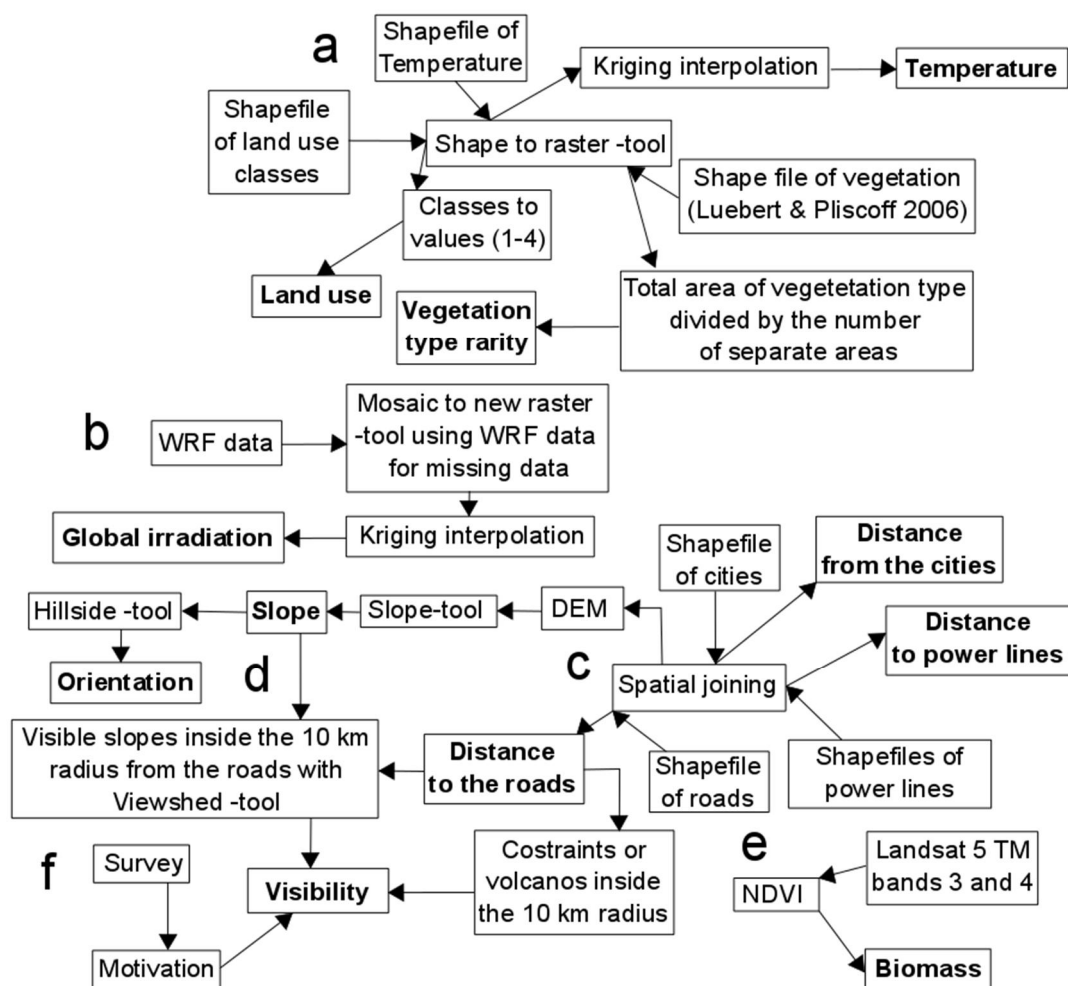 a
Shapefile of
Temperature
Kriging interpolation
Temperature
Shapefile
of land use
classes
Shape to raster -tool
Shape file of vegetation
(Luebert & Pliscoff 2006)
Classes to
values (1-4)
Land use
Vegetation
type rarity
Total area of vegetetation type
divided by the number
of separate areas
b
WRF data
Mosaic to new raster
-tool using WRF data
for missing data
Global irradiation
Kriging interpolation
Shapefile
of cities
Distance
from the cities
Hillside -tool
Slope
Slope-tool
DEM
Distance
to power lines
Orientation
d
c
Spatial joining
Visible slopes inside the 10 km
radius from the roads with
Viewshed -tool
Distance
to the roads
Shapefile
of roads
Shapefiles of
power lines
f
Survey
Visibility
Costraints or
volcanos inside
the 10 km radius
e
Landsat 5 TM
bands 3 and 4
NDVI
Motivation
Biomass